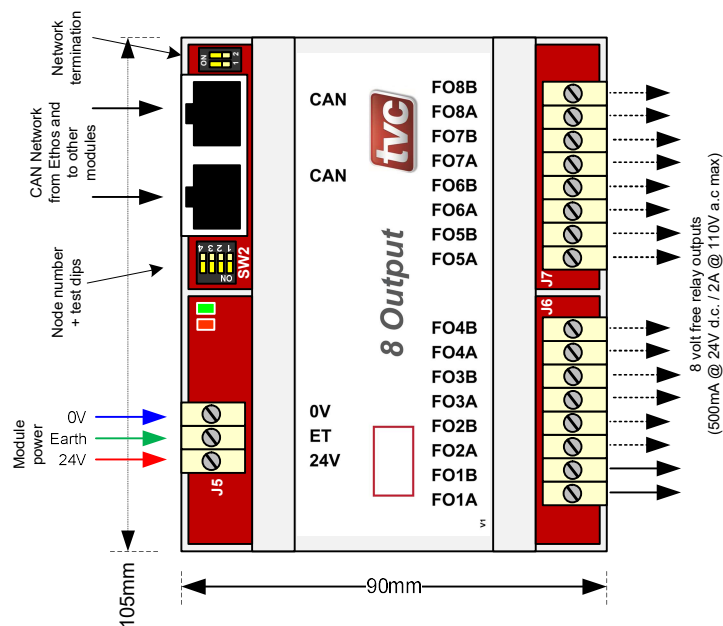 Network
termination
CAN Network
from Ethos and
to other
modules
Node number
+ test dips
Module
power
0V
Earth
24V
105mm
90mm
ON
1 2
4 3 2 1
ON
SW2
J5
CAN
CAN
tvc
8 Output
0V
ET
24V
FO8B
FO8A
FO7B
FO7A
FO6B
FO6A
FO5B
FO5A
FO4B
FO4A
FO3B
FO3A
FO2B
FO2A
FO1B
FO1A
V1
J7
J6
8 volt free relay outputs
(500mA @ 24V d.c. / 2A @ 110V a.c max)